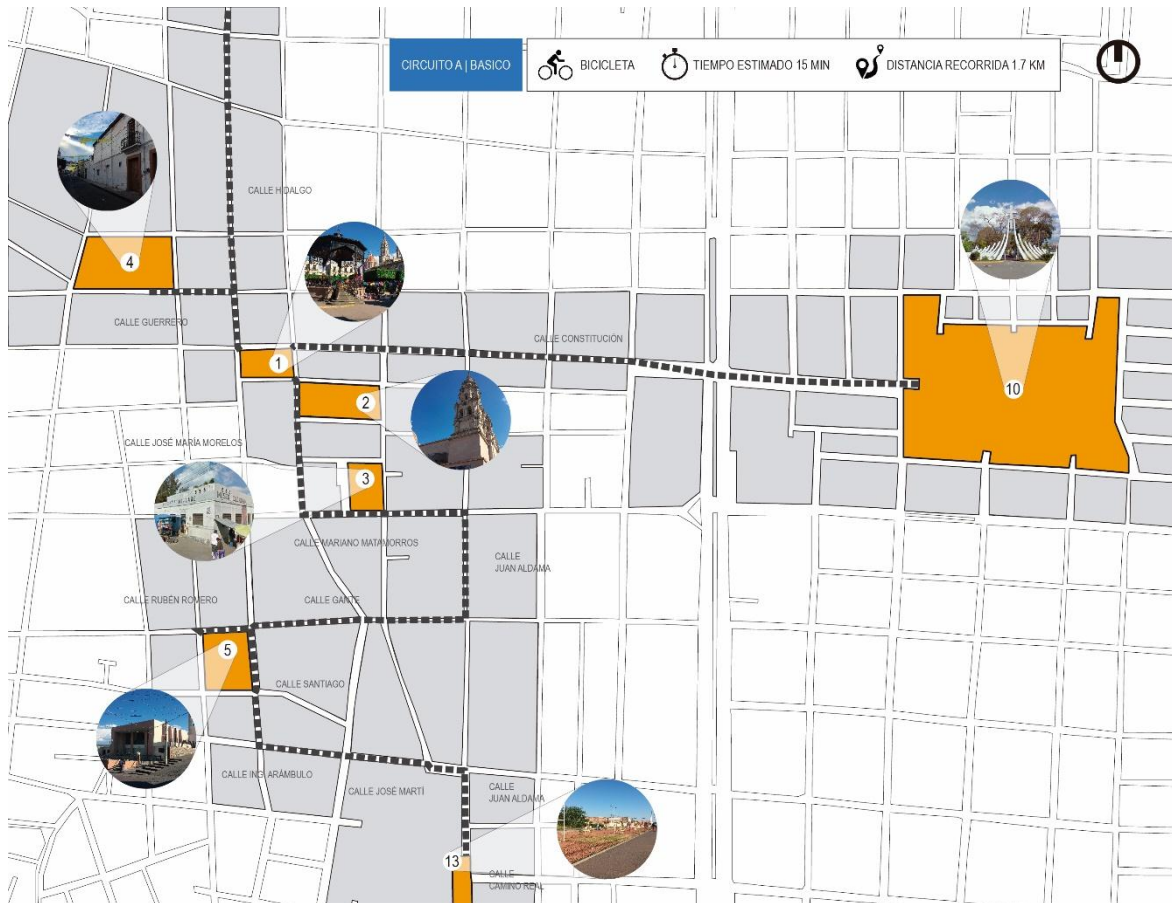 CIRCUITO A | BASICO
BICICLETA
TIEMPO ESTIMADO 15 MIN
DISTANCIA RECORRIDA 1.7 KM
CALLE HIDALGO
4
10
CALLE GUERRERO
CALLE CONSTITUCIÓN
1
2
CALLE JOSÉ MARÍA MORELOS
3
CALLE MARIANO MATAMORROS
CALLE
JUAN ALDAMA
CALLE RUBÉN ROMERO
CALLE GANTE
5
CALLE SANTIAGO
CALLE ING. ARÁMBULO
CALLE JOSÉ MARTÍ
CALLE
JUAN ALDAMA
13
CALLE
CAMINO REAL